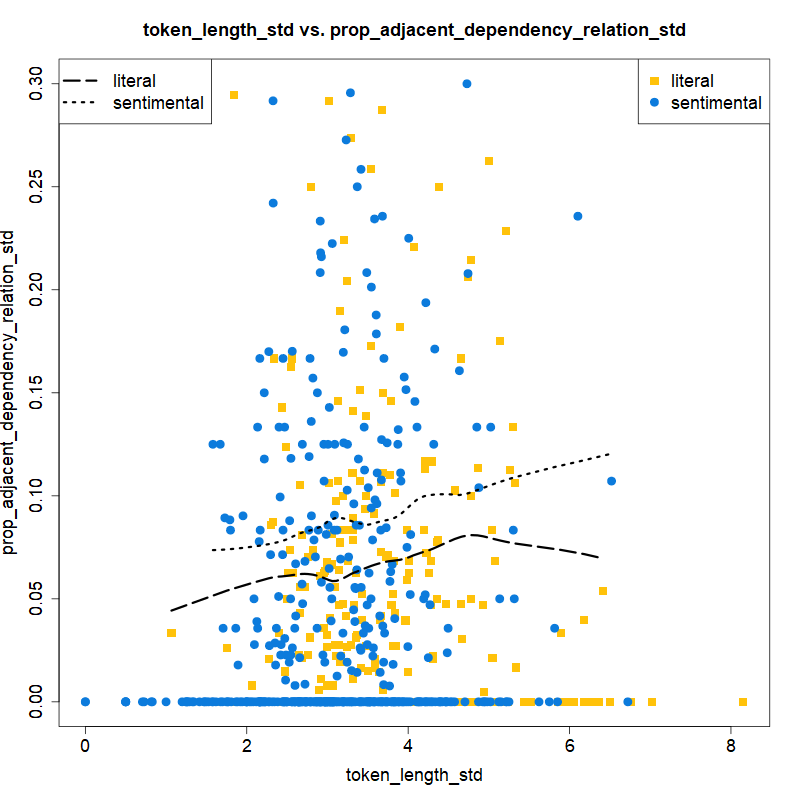 token_length_std vs. prop_adjacent_dependency_relation_std
literal
sentimental
literal
sentimental
prop_adjacent_dependency_relation_std
0.30
0.25
0.20
0.15
0.10
0.05
0.00
0 2 4 6 8
token_length_std